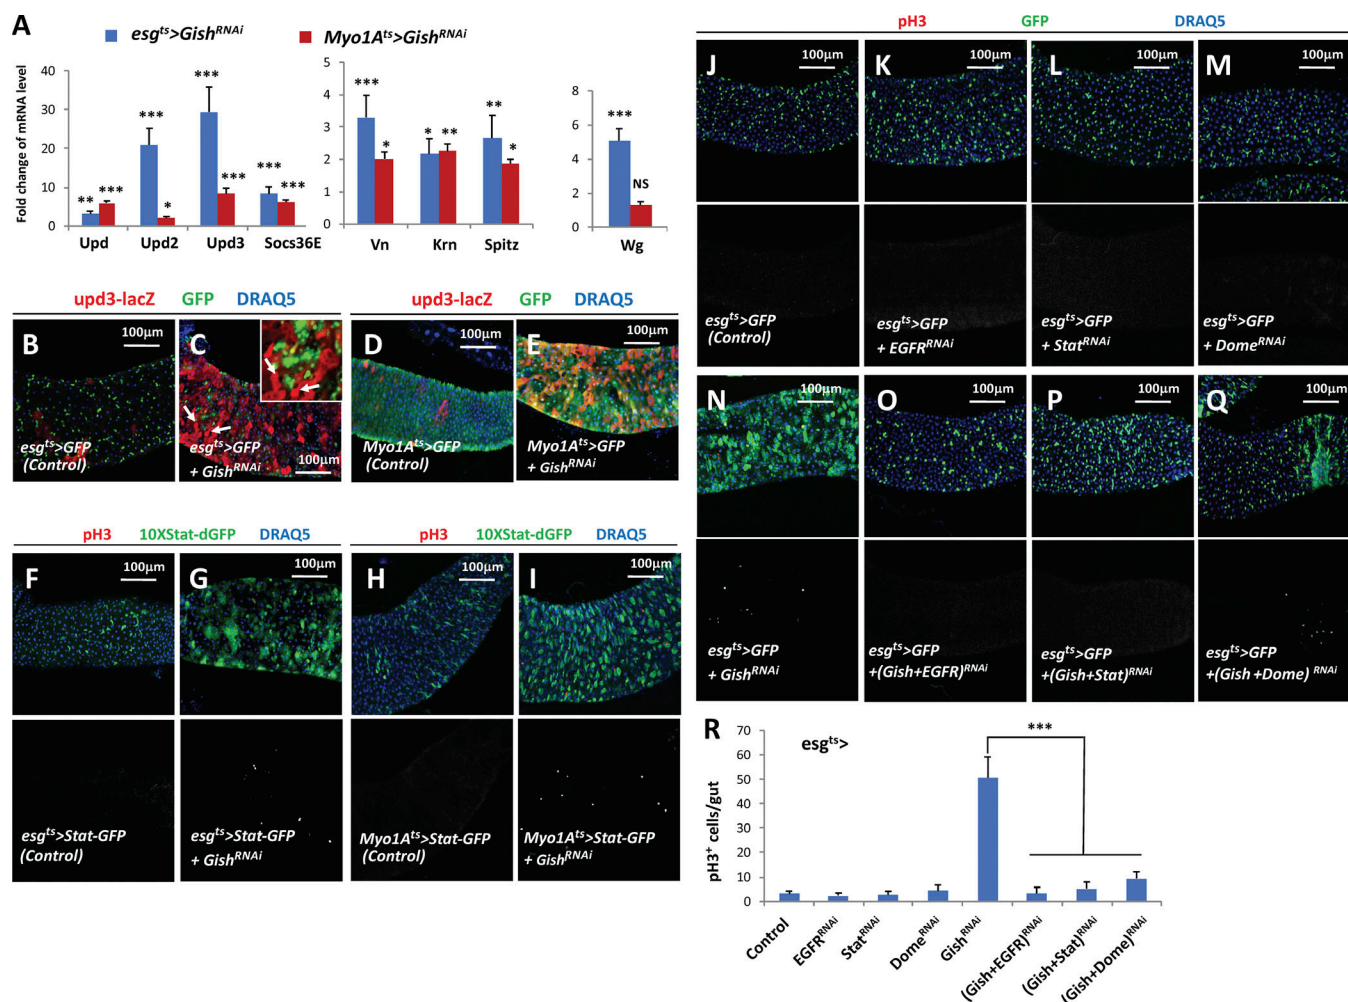 A
esgts>GishRNAi
Myo1Ats>GishRNAi
Fold change of mRNA level
40
30
20
10
0
**
***
***
*
***
***
***
***
Upd
Upd2
Upd3
Socs36E
5
4
3
2
1
0
***
*
*
**
**
*
Vn
Krn
Spitz
8
6
4
2
0
***
NS
Wg
upd3-lacZ GFP DRAQ5
upd3-lacZ GFP DRAQ5
B
100µm
esgts>GFP
(Control)
C
esgts>GFP
+ GishRNAi
100µm
D
100µm
Myo1Ats>GFP
(Control)
E
100µm
Myo1Ats>GFP
+ GishRNAi
pH3 10XStat-dGFP DRAQ5
pH3 10XStat-dGFP DRAQ5
F
100µm
G
100µm
H
100µm
I
100µm
esgts>Stat-GFP
(Control)
esgts>Stat-GFP
+ GishRNAi
Myo1Ats>Stat-GFP
(Control)
Myo1Ats>Stat-GFP
+ GishRNAi
pH3 GFP DRAQ5
J
100µm
K
100µm
L
100µm
M
100µm
esgts>GFP
(Control)
esgts>GFP
+ EGFRRNAi
esgts>GFP
+ StatRNAi
esgts>GFP
+ DomeRNAi
N
100µm
O
100µm
P
100µm
Q
100µm
esgts>GFP
+ GishRNAi
esgts>GFP
+(Gish+EGFR)RNAi
esgts>GFP
+(Gish+Stat)RNAi
esgts>GFP
+(Gish+Dome) RNAi
R
esgts>
***
pH3+ cells/gut
70
60
50
40
30
20
10
0
Control
EGFRRNAi
StatRNAi
DomeRNAi
GishRNAi
(Gish+EGFR)RNAi
(Gish+Stat)RNAi
(Gish+Dome)RNAi